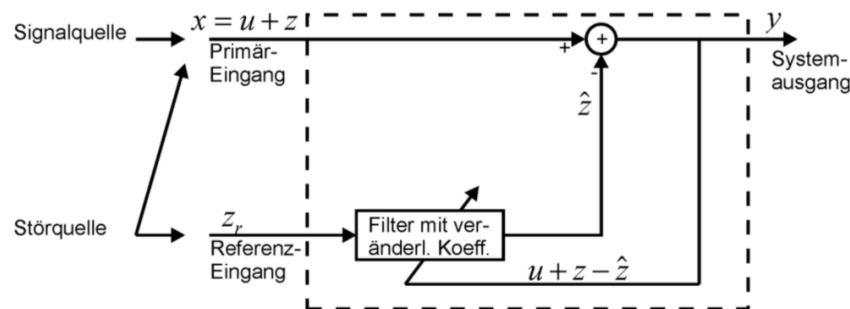 Signalquelle
x = u + z
Primär-
Eingang
+
+
-
ẑ
y
System-
ausgang
Störquelle
z_r
Referenz-
Eingang
Filter mit ver-
änderl. Koeff.
u + z − ẑ